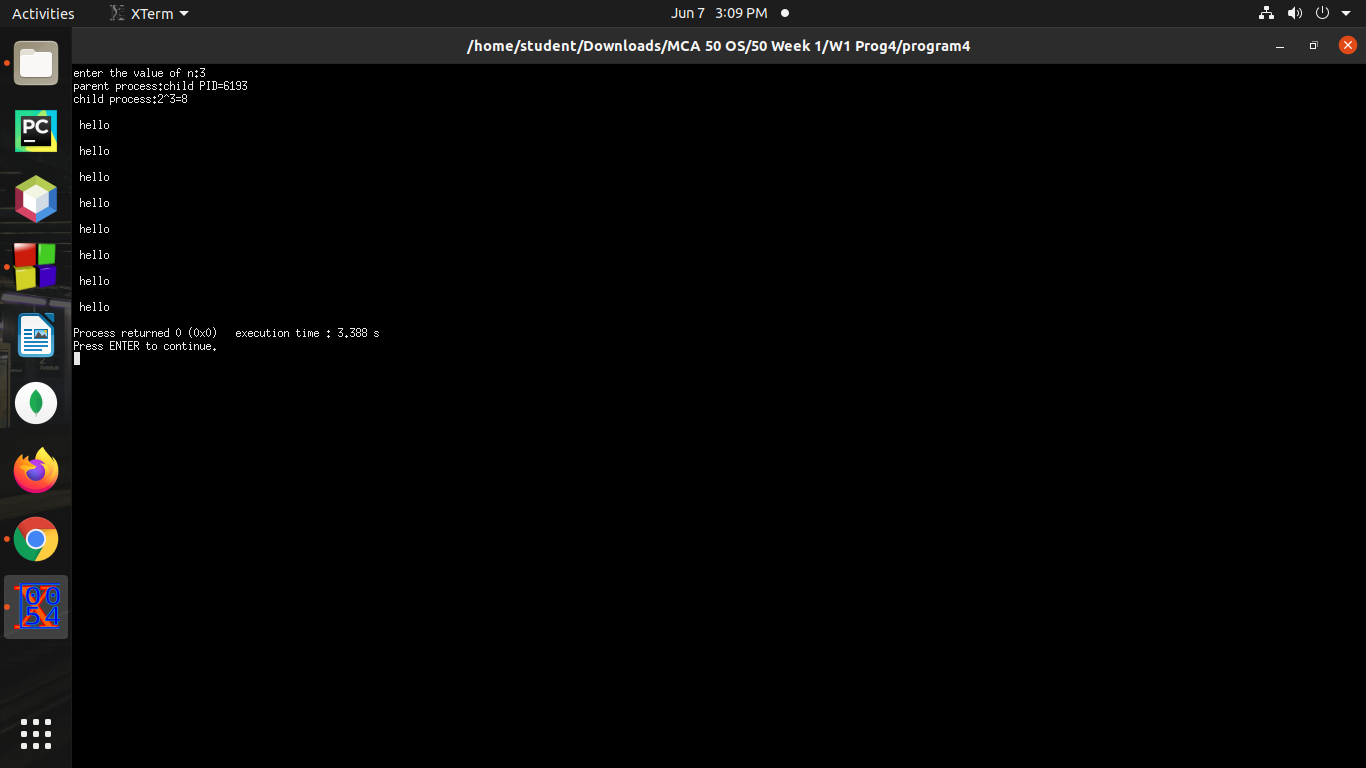 Activities XTerm Jun 7 3:09 PM
/home/student/Downloads/MCA 50 OS/50 Week 1/W1 Prog4/program4
enter the value of n:3
parent process:child PID=6193
child process:2^3=8
hello
hello
hello
hello
hello
hello
hello
hello
Process returned 0 (0x0) execution time : 3.388 s
Press ENTER to continue.
PC
00
54